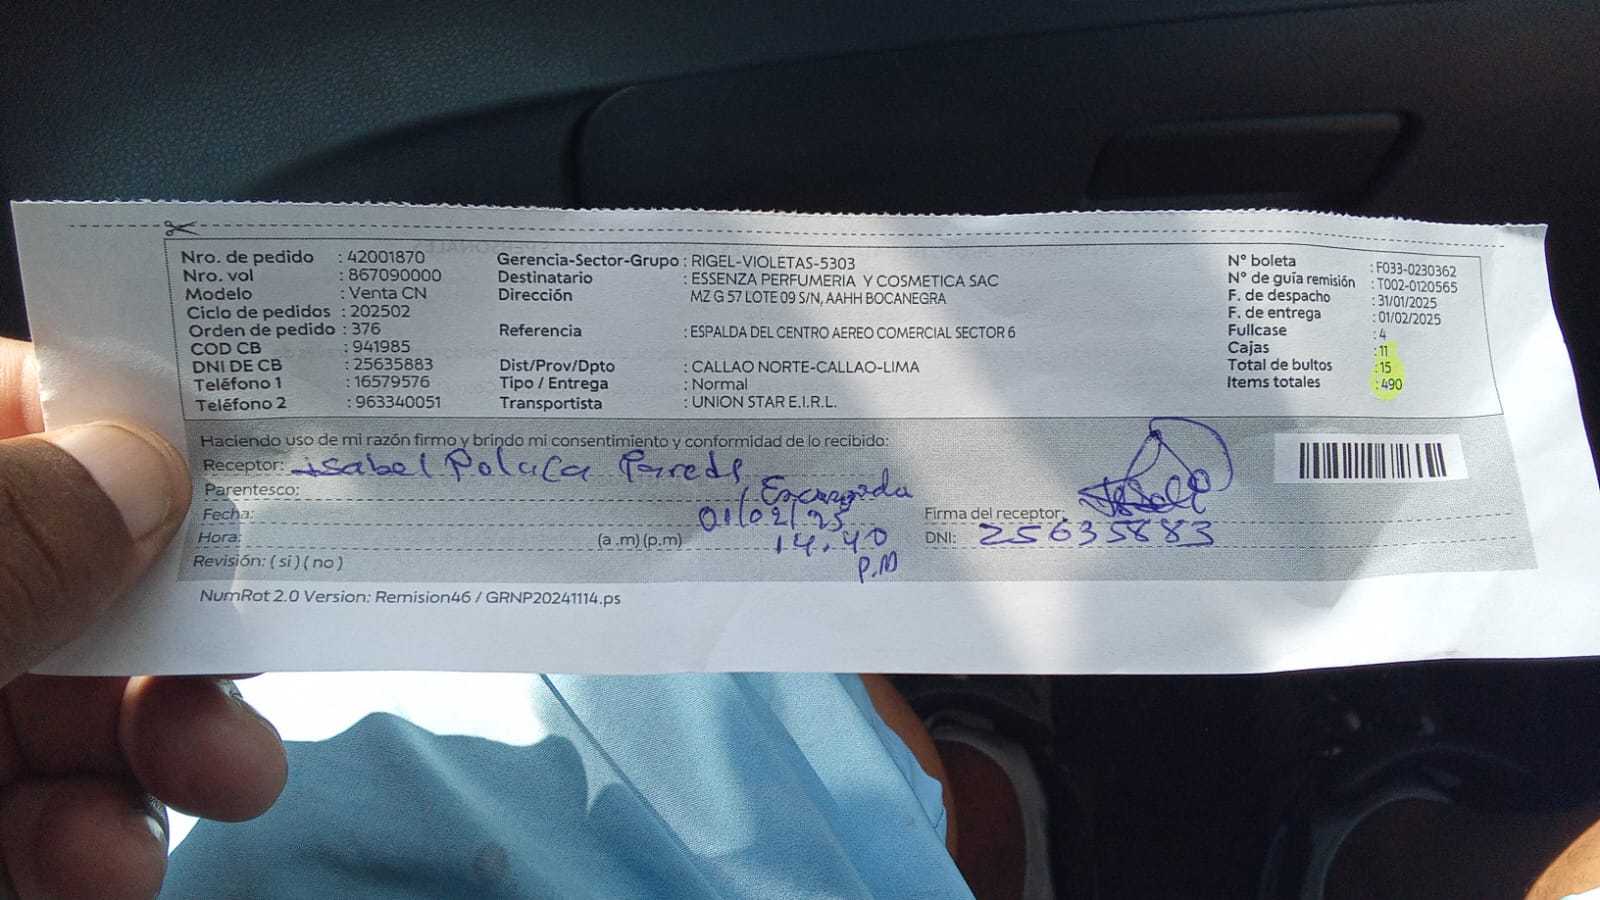 Nro. de pedido : 42001870
Nro. vol : 867090000
Modelo : Venta CN
Ciclo de pedidos : 202502
Orden de pedido : 376
COD CB : 941985
DNI DE CB : 25635883
Teléfono 1 : 16579576
Teléfono 2 : 963340051
Gerencia-Sector-Grupo : RIGEL-VIOLETAS-5303
Destinatario : ESSENZA PERFUMERIA Y COSMETICA SAC
Dirección MZ G 57 LOTE 09 S/N, AAHH BOCANEGRA
Referencia : ESPALDA DEL CENTRO AEREO COMERCIAL SECTOR 6
Dist/Prov/Dpto : CALLAO NORTE-CALLAO-LIMA
Tipo / Entrega : Normal
Transportista : UNION STAR E.I.R.L.
N° boleta : F033-0230362
N° de guía remisión : T002-0120565
F. de despacho : 31/01/2025
F. de entrega : 01/02/2025
Fullcase : 4
Cajas : 11
Total de bultos : 15
Items totales : 490
Haciendo uso de mi razón firmo y brindo mi consentimiento y conformidad de lo recibido:
Receptor: Isabel
Parentesco: Encargada
Fecha: 01/02/25
Hora: (a .m) (p.m) 14.40
P.M
Revisión: ( si ) ( no )
Firma del receptor:
DNI: 25635883
NumRot 2.0 Version: Remision46 / GRNP20241114.ps